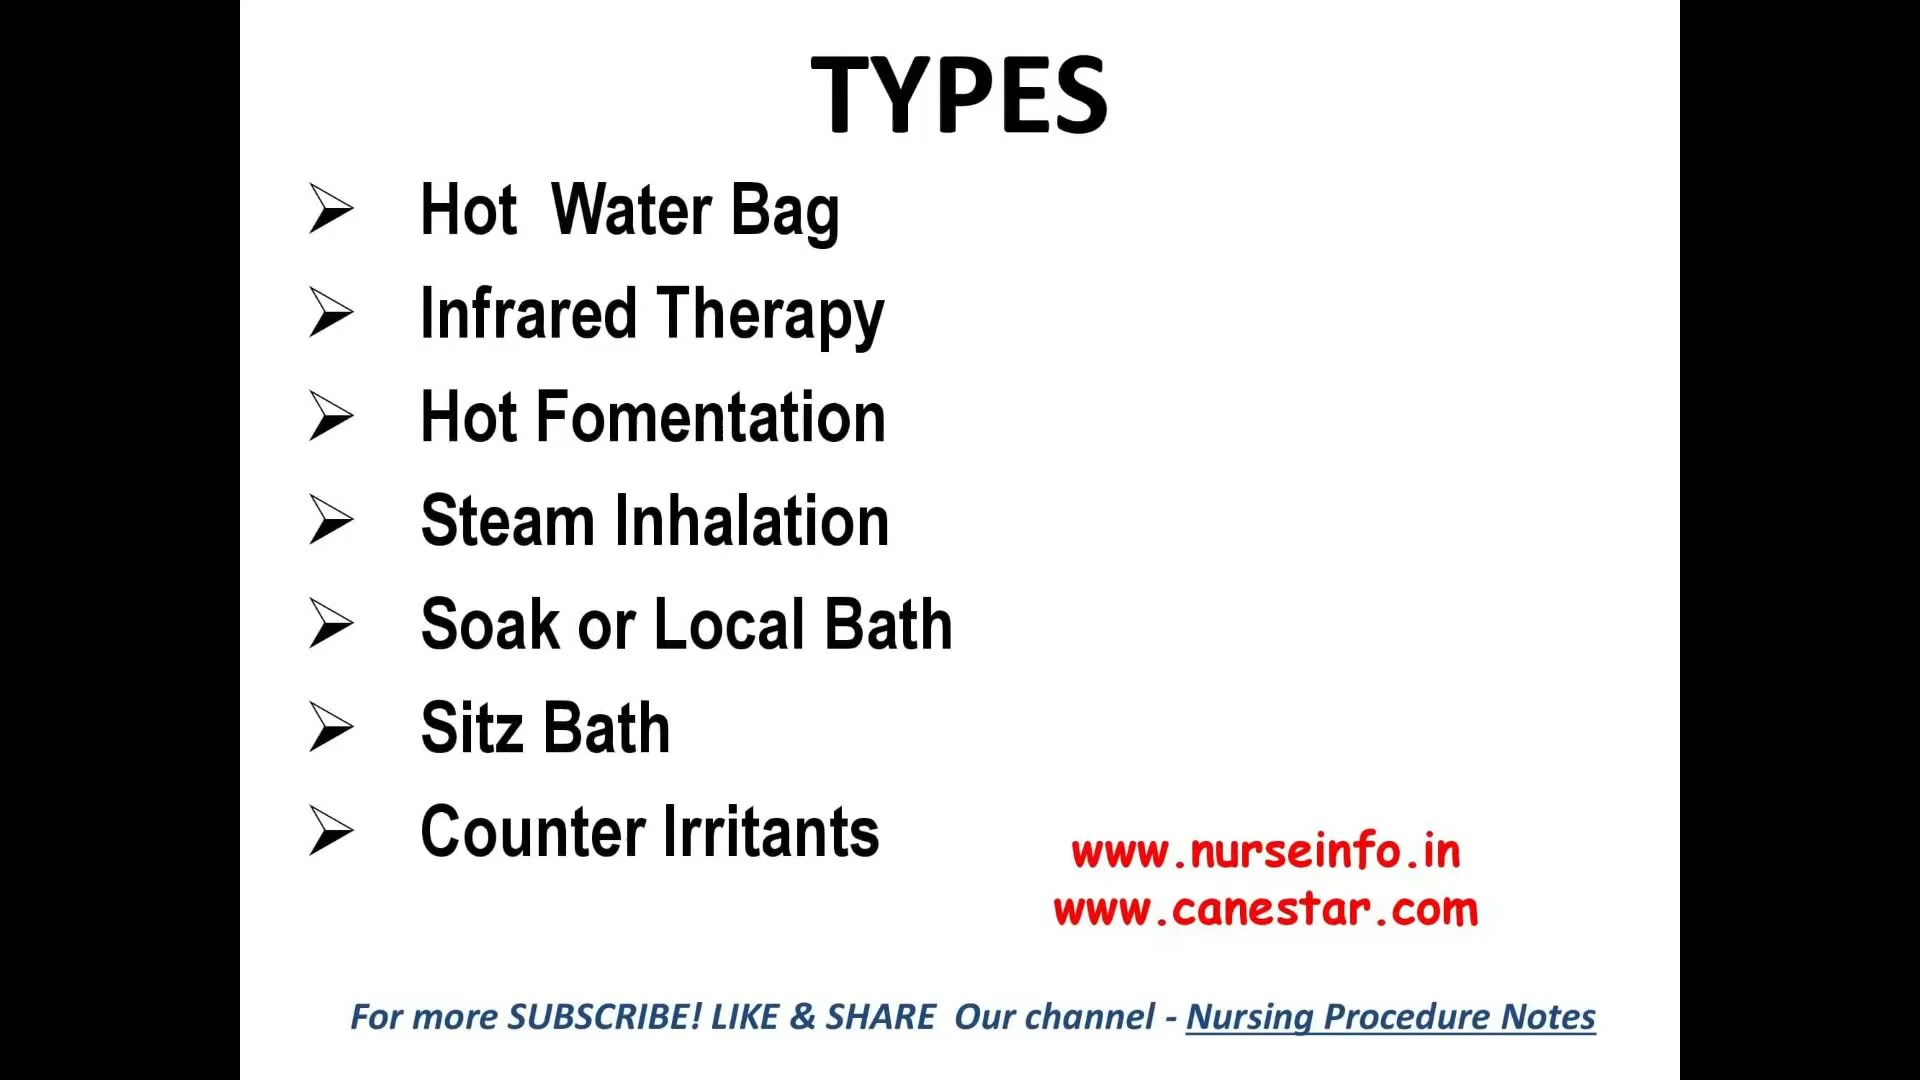 TYPES
Hot Water Bag
Infrared Therapy
Hot Fomentation
Steam Inhalation
Soak or Local Bath
Sitz Bath
Counter Irritants
www.nurseinfo.in
www.canestar.com
For more SUBSCRIBE! LIKE & SHARE Our channel - Nursing Procedure Notes